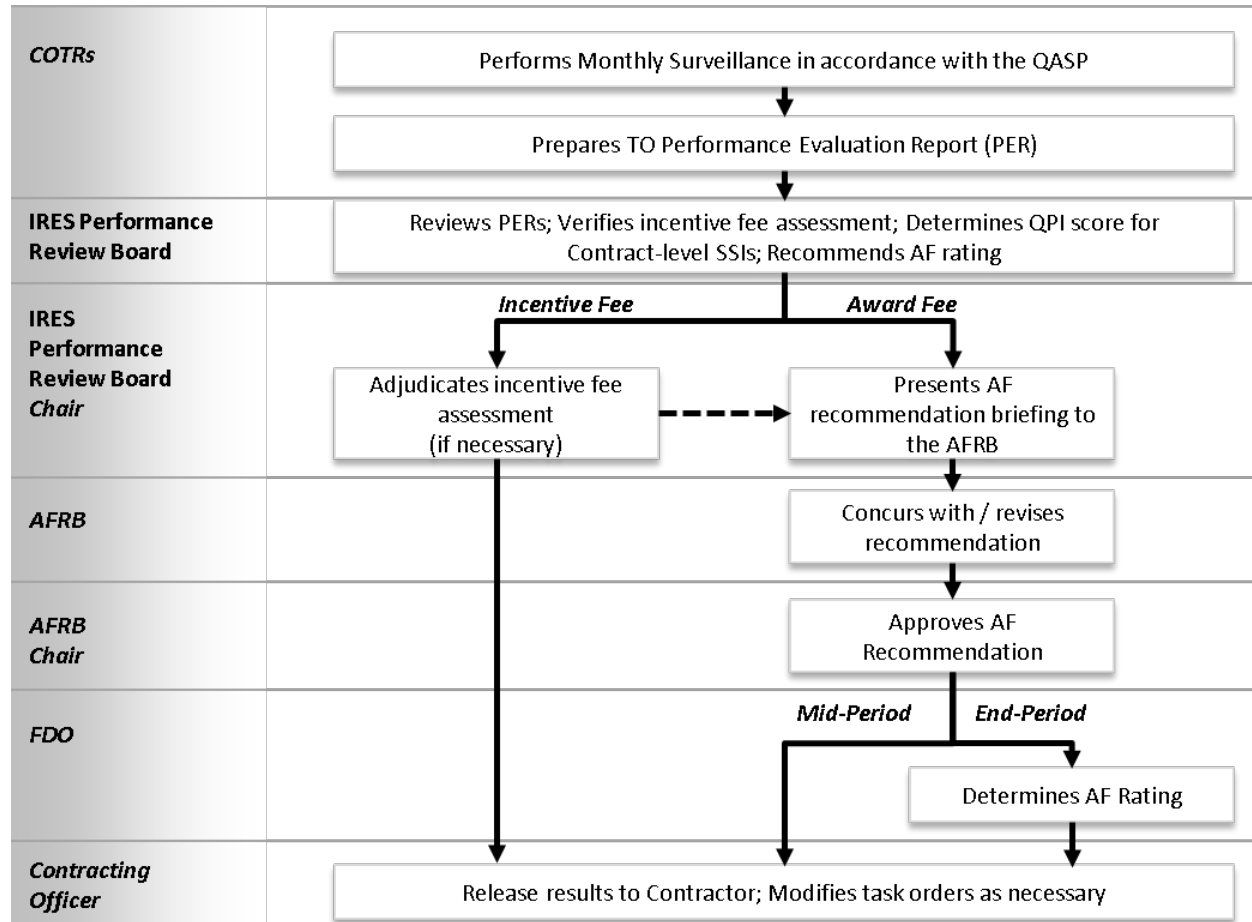 COTRs
Performs Monthly Surveillance in accordance with the QASP
Prepares TO Performance Evaluation Report (PER)
IRES Performance
Review Board
Reviews PERs; Verifies incentive fee assessment; Determines QPI score for
Contract-level SSIs; Recommends AF rating
IRES
Performance
Review Board
Chair
Incentive Fee
Award Fee
Adjudicates incentive fee
assessment
(if necessary)
Presents AF
recommendation briefing to
the AFRB
AFRB
Concurs with / revises
recommendation
AFRB
Chair
Approves AF
Recommendation
FDO
Mid-Period
End-Period
Determines AF Rating
Contracting
Officer
Release results to Contractor; Modifies task orders as necessary